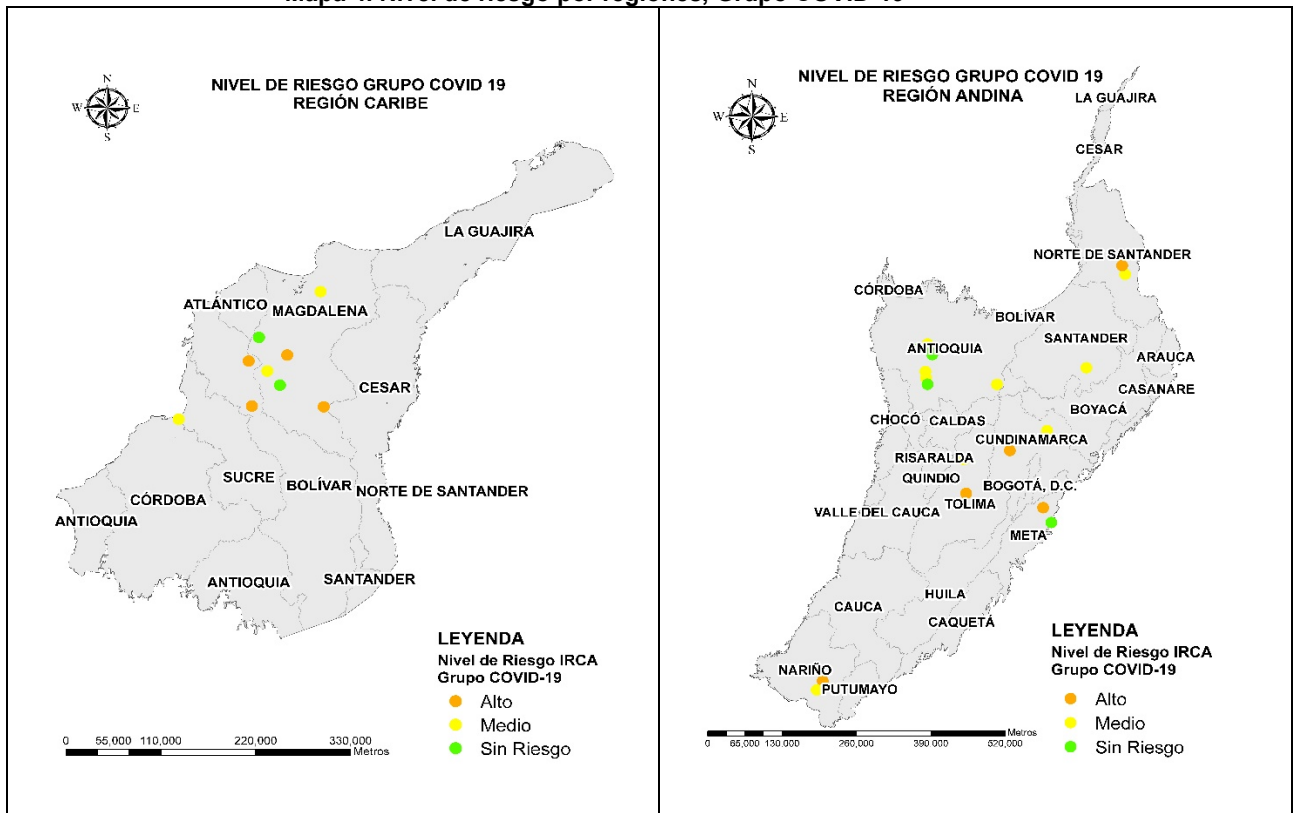 NIVEL DE RIESGO GRUPO COVID 19
REGIÓN CARIBE
N
W E
S
LA GUAJIRA
ATLÁNTICO
MAGDALENA
CESAR
SUCRE
BOLÍVAR
NORTE DE SANTANDER
CÓRDOBA
ANTIOQUIA
ANTIOQUIA
SANTANDER
LEYENDA
Nivel de Riesgo IRCA
Grupo COVID-19
Alto
Medio
Sin Riesgo
0 55,000 110,000 220,000 330,000
Metros
NIVEL DE RIESGO GRUPO COVID 19
REGIÓN ANDINA
N
W E
S
LA GUAJIRA
CESAR
NORTE DE SANTANDER
CÓRDOBA
BOLÍVAR
ANTIOQUIA
SANTANDER
ARAUCA
CASANARE
BOYACÁ
CHOCÓ
CALDAS
CUNDINAMARCA
RISARALDA
QUINDIO
BOGOTÁ, D.C.
TOLIMA
VALLE DEL CAUCA
META
HUILA
CAUCA
CAQUETÁ
NARIÑO
PUTUMAYO
LEYENDA
Nivel de Riesgo IRCA
Grupo COVID-19
Alto
Medio
Sin Riesgo
0 65,000 130,000 260,000 390,000 520,000
Metros